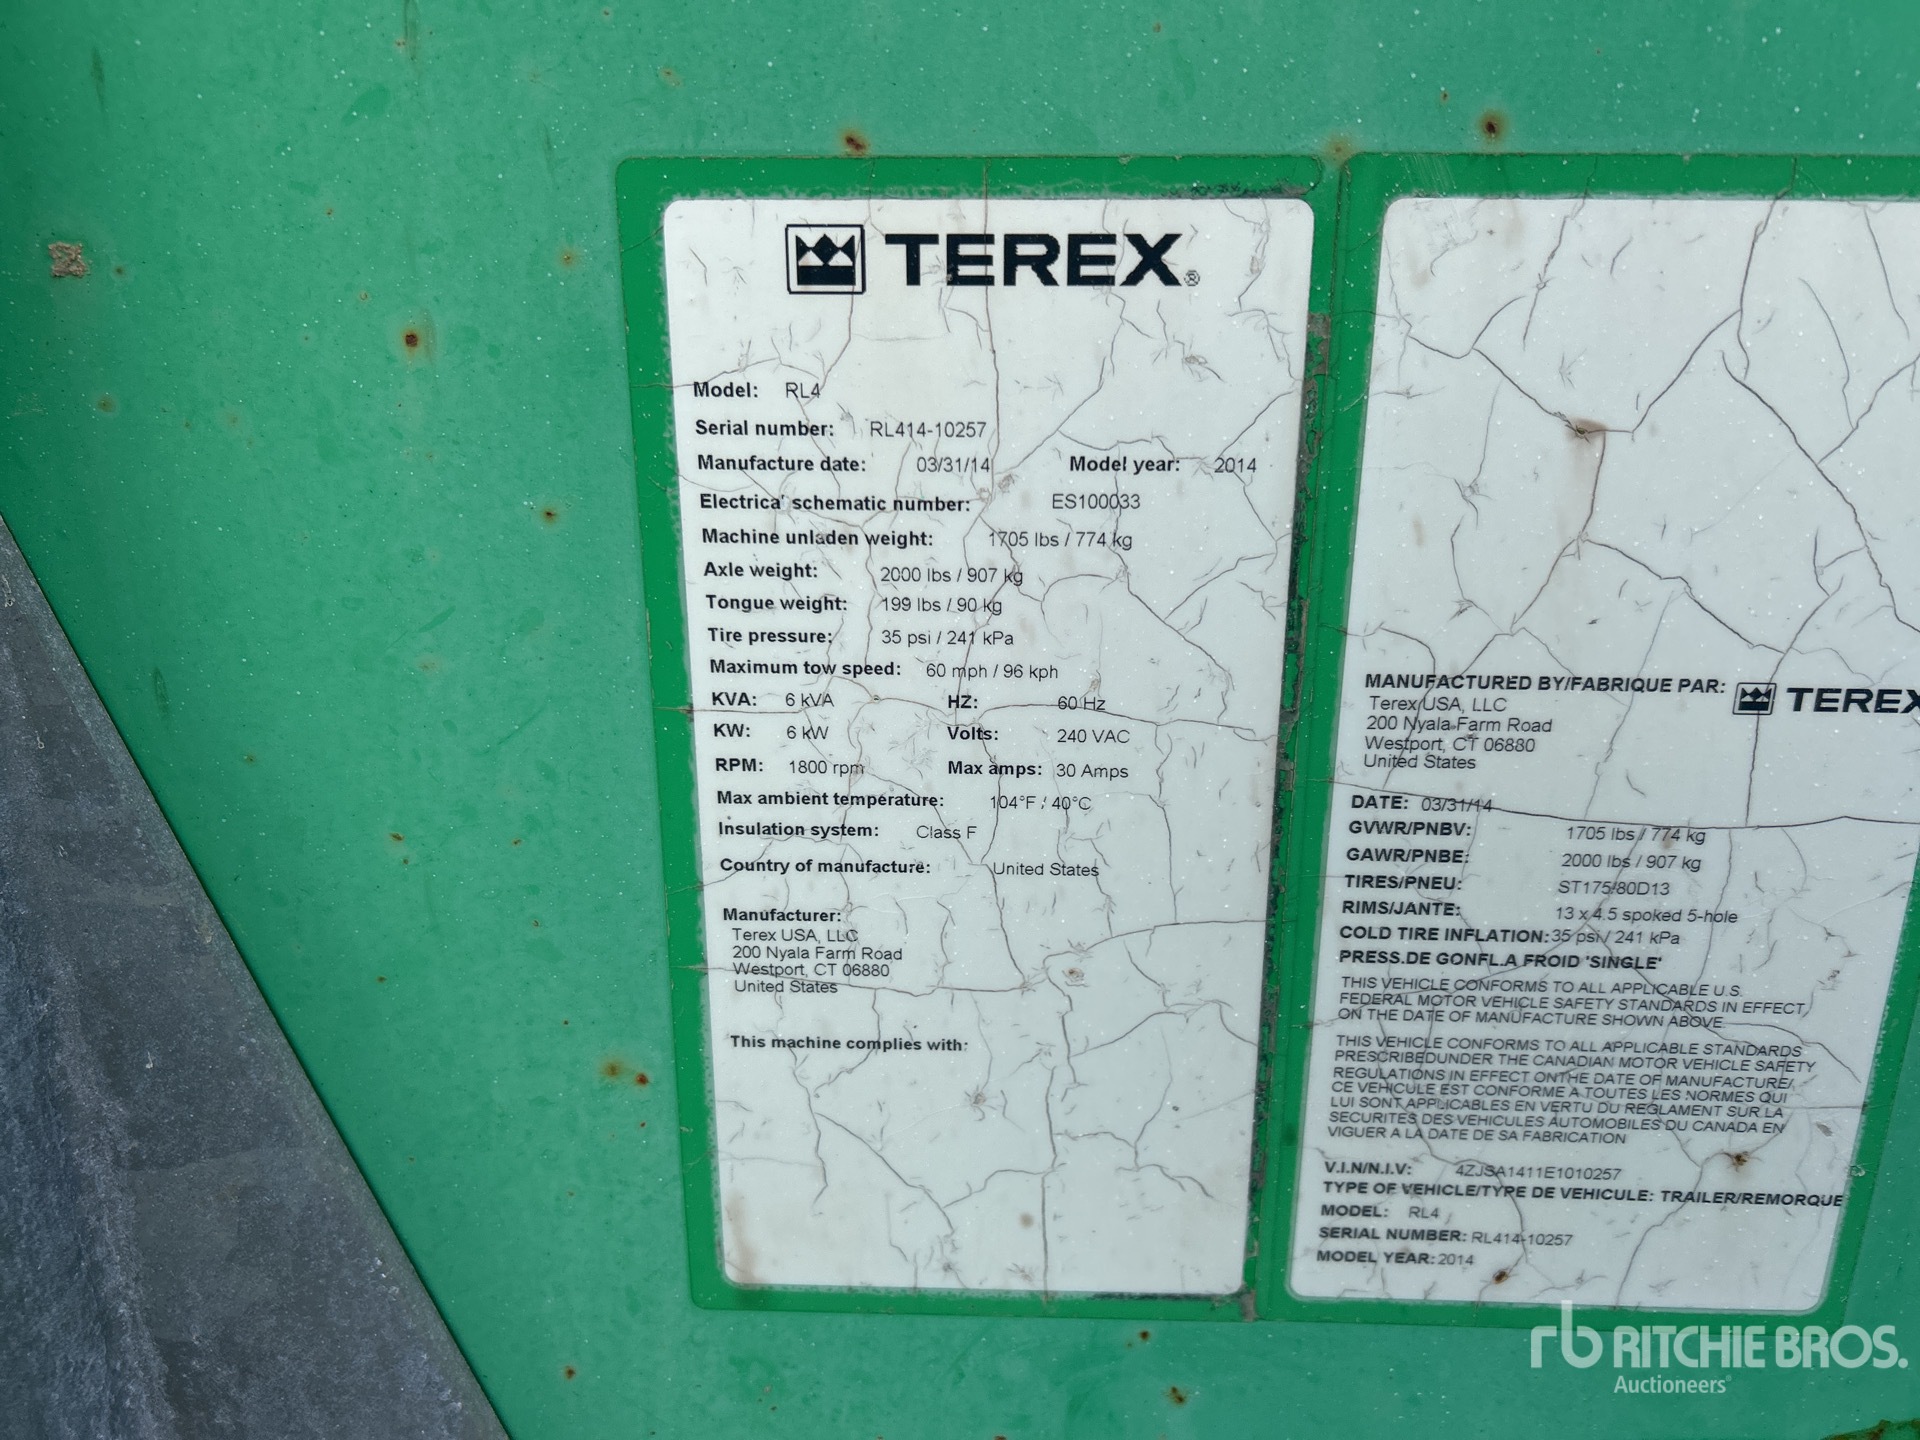 TEREX®
Model: RL4
Serial number: RL414-10257
Manufacture date: 03/31/14 Model year: 2014
Electrica' schematic number: ES100033
Machine unladen weight: 1705 lbs / 774 kg
Axle weight: 2000 lbs / 907 kg
Tongue weight: 199 lbs / 90 kg
Tire pressure: 35 psi / 241 kPa
Maximum tow speed: 60 mph / 96 kph
KVA: 6 kVA HZ: 60 Hz
KW: 6 kW Volts: 240 VAC
RPM: 1800 rpm Max amps: 30 Amps
Max ambient temperature: 104°F / 40°C
Insulation system: Class F
Country of manufacture: United States
Manufacturer:
Terex USA, LLC
200 Nyala Farm Road
Westport, CT 06880
United States
This machine complies with:
MANUFACTURED BY/FABRIQUE PAR: TEREX
Terex USA, LLC
200 Nyala Farm Road
Westport, CT 06880
United States
DATE: 03/31/14
GVWR/PNBV: 1705 lbs / 774 kg
GAWR/PNBE: 2000 lbs / 907 kg
TIRES/PNEU: ST175/80D13
RIMS/JANTE: 13 x 4.5 spoked 5-hole
COLD TIRE INFLATION: 35 psi / 241 kPa
PRESS.DE GONFL.A FROID 'SINGLE'
THIS VEHICLE CONFORMS TO ALL APPLICABLE U.S.
FEDERAL MOTOR VEHICLE SAFETY STANDARDS IN EFFECT
ON THE DATE OF MANUFACTURE SHOWN ABOVE.
THIS VEHICLE CONFORMS TO ALL APPLICABLE STANDARDS
PRESCRIBEDUNDER THE CANADIAN MOTOR VEHICLE SAFETY
REGULATIONS IN EFFECT ONTHE DATE OF MANUFACTURE/
CE VEHICULE EST CONFORME A TOUTES LES NORMES QUI
LUI SONT APPLICABLES EN VERTU DU REGLAMENT SUR LA
SECURITES DES VEHICULES AUTOMOBILES DU CANADA EN
VIGUER A LA DATE DE SA FABRICATION
V.I.N/N.I.V: 4ZJSA1411E1010257
TYPE OF VEHICLE/TYPE DE VEHICULE: TRAILER/REMORQUE
MODEL: RL4
SERIAL NUMBER: RL414-10257
MODEL YEAR: 2014
rb RITCHIE BROS.
Auctioneers